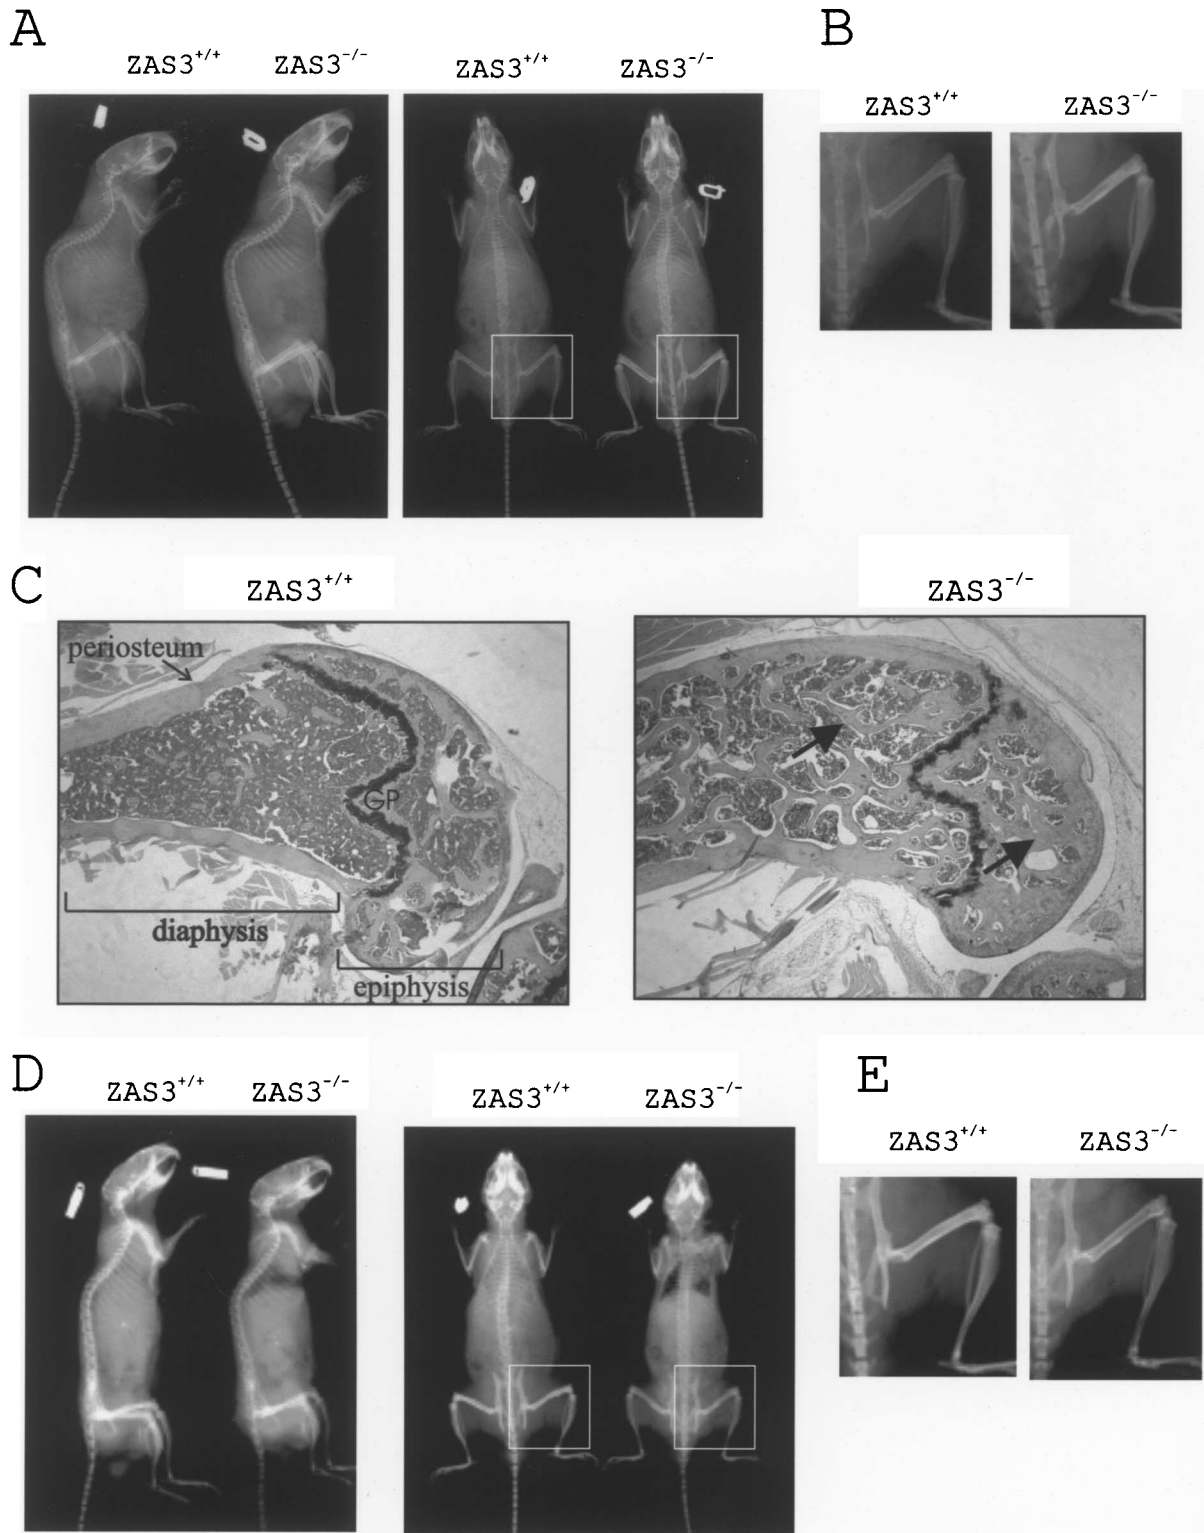 A
B
ZAS3+/+ ZAS3-/- ZAS3+/+ ZAS3-/-
ZAS3+/+ ZAS3-/-
C
ZAS3+/+ ZAS3-/-
periosteum
GP
diaphysis
epiphysis
D
E
ZAS3+/+ ZAS3-/- ZAS3+/+ ZAS3-/-
ZAS3+/+ ZAS3-/-